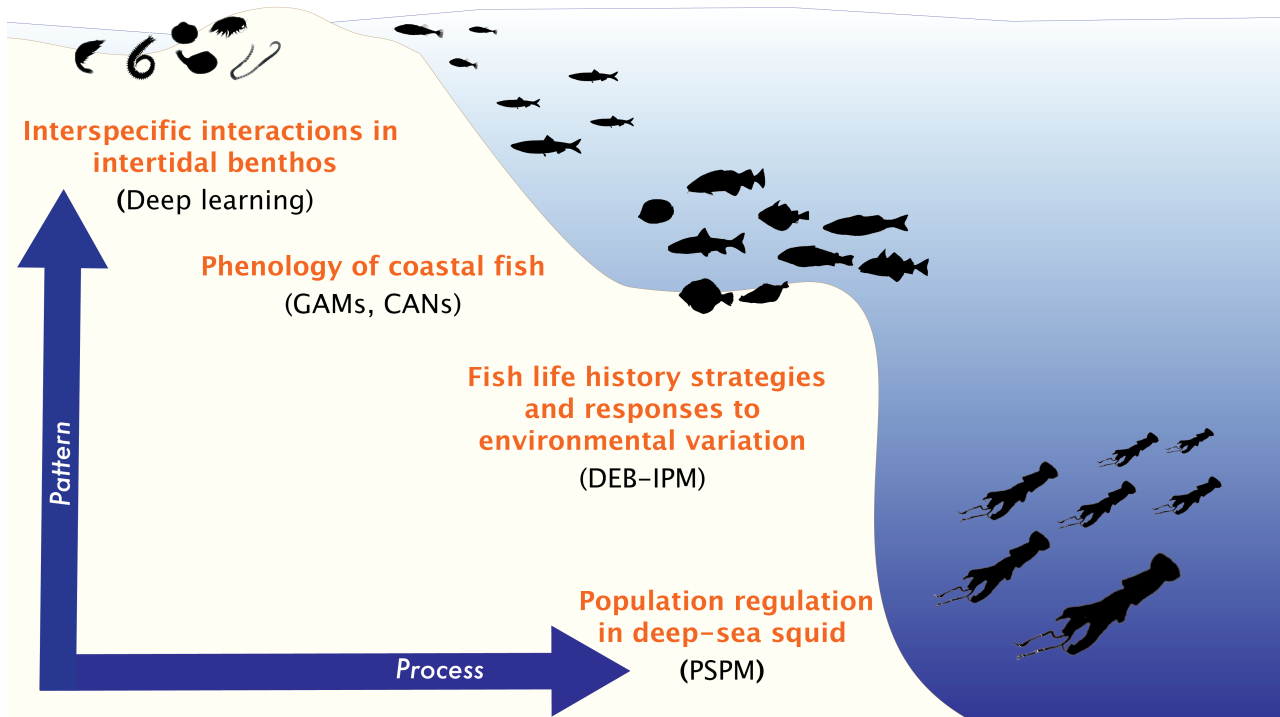 Interspecific interactions in
intertidal benthos
(Deep learning)
Phenology of coastal fish
(GAMs, CANs)
Fish life history strategies
and responses to
environmental variation
(DEB-IPM)
Pattern
Population regulation
in deep-sea squid
(PSPM)
Process